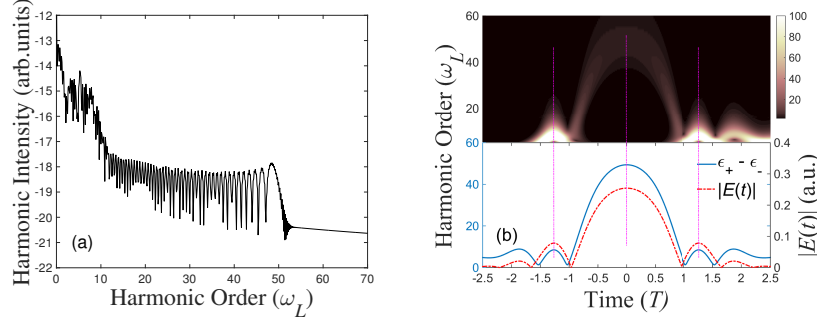 -12
-13
-14
-15
-16
-17
-18
-19
-20
-21
-22
0 10 20 30 40 50 60 70
Harmonic Intensity (arb.units)
Harmonic Order (ω_L)
(a)
60
40
20
100
80
60
40
20
Harmonic Order (ω_L)
60
40
20
0
0.4
0.3
0.2
0.1
0
|E(t)| (a.u.)
ϵ₊ - ϵ₋
|E(t)|
(b)
-2.5 -2 -1.5 -1 -0.5 0 0.5 1 1.5 2 2.5
Time (T)